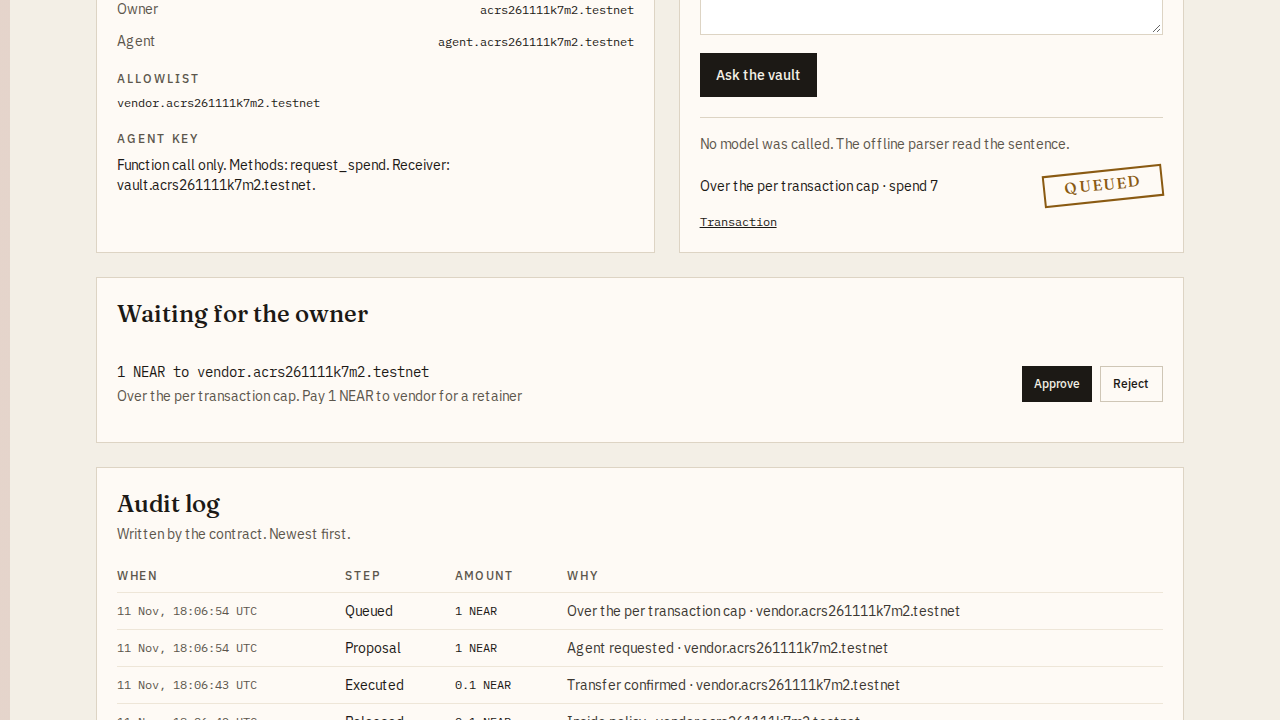 Owner acrs261111k7m2.testnet
Agent agent.acrs261111k7m2.testnet
ALLOWLIST
vendor.acrs261111k7m2.testnet
AGENT KEY
Function call only. Methods: request_spend. Receiver:
vault.acrs261111k7m2.testnet.
Ask the vault
No model was called. The offline parser read the sentence.
Over the per transaction cap · spend 7
QUEUED
Transaction
Waiting for the owner
1 NEAR to vendor.acrs261111k7m2.testnet
Over the per transaction cap. Pay 1 NEAR to vendor for a retainer
Approve Reject
Audit log
Written by the contract. Newest first.
WHEN STEP AMOUNT WHY
11 Nov, 18:06:54 UTC Queued 1 NEAR Over the per transaction cap · vendor.acrs261111k7m2.testnet
11 Nov, 18:06:54 UTC Proposal 1 NEAR Agent requested · vendor.acrs261111k7m2.testnet
11 Nov, 18:06:43 UTC Executed 0.1 NEAR Transfer confirmed · vendor.acrs261111k7m2.testnet